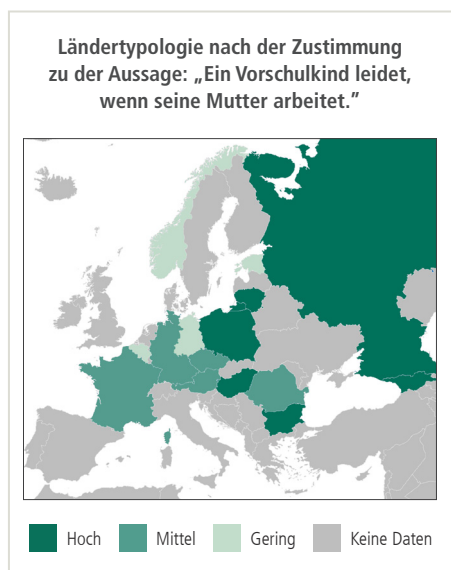 Ländertypologie nach der Zustimmung
zu der Aussage: „Ein Vorschulkind leidet,
wenn seine Mutter arbeitet.”
Hoch
Mittel
Gering
Keine Daten